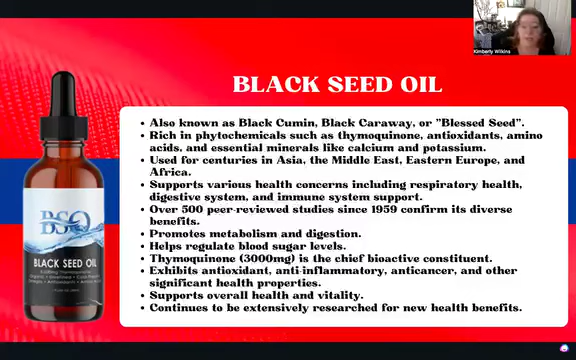 Kimberly Wilkins
BLACK SEED OIL
• Also known as Black Cumin, Black Caraway, or "Blessed Seed".
• Rich in phytochemicals such as thymoquinone, antioxidants, amino
acids, and essential minerals like calcium and potassium.
• Used for centuries in Asia, the Middle East, Eastern Europe, and
Africa.
• Supports various health concerns including respiratory health,
digestive system, and immune system support.
• Over 500 peer-reviewed studies since 1959 confirm its diverse
benefits.
• Promotes metabolism and digestion.
• Helps regulate blood sugar levels.
• Thymoquinone (3000mg) is the chief bioactive constituent.
• Exhibits antioxidant, anti-inflammatory, anticancer, and other
significant health properties.
• Supports overall health and vitality.
• Continues to be extensively researched for new health benefits.
BSO
BLACK SEED OIL